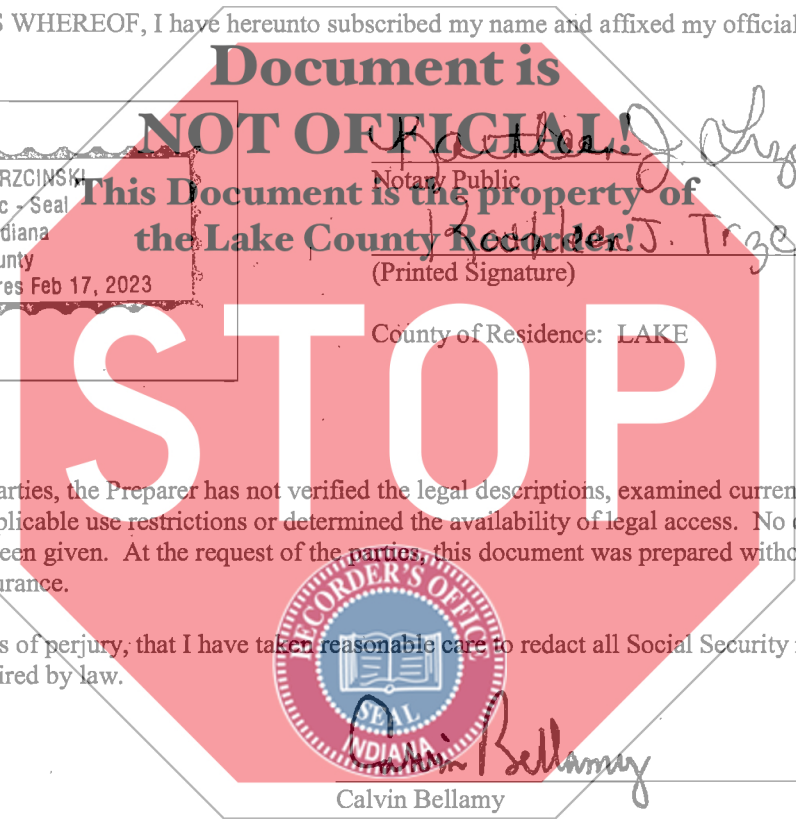 S WHEREOF, I have hereunto subscribed my name and affixed my official
Document is
NOT OFFICIAL!
This Document is the property of
the Lake County Recorder!
RZCINSKI
c - Seal
diana
unty
res Feb 17, 2023
Kathleen J.
Notary Public
Kathleen J. Trzc
(Printed Signature)
County of Residence: LAKE
STOP
arties, the Preparer has not verified the legal descriptions, examined curren
plicable use restrictions or determined the availability of legal access. No
een given. At the request of the parties, this document was prepared witho
urance.
s of perjury, that I have taken reasonable care to redact all Social Security
ired by law.
RECORDER'S OFFICE
SEAL
INDIANA
Calvin Bellamy
Calvin Bellamy